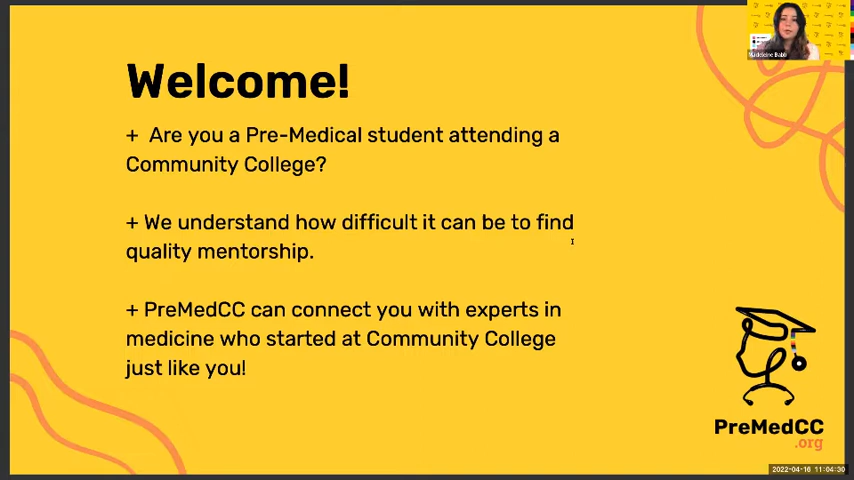 Welcome!
+ Are you a Pre-Medical student attending a
Community College?
+ We understand how difficult it can be to find
quality mentorship.
+ PreMedCC can connect you with experts in
medicine who started at Community College
just like you!
Madeleine Babb
PreMedCC
.org
2022-04-16 11:04:30